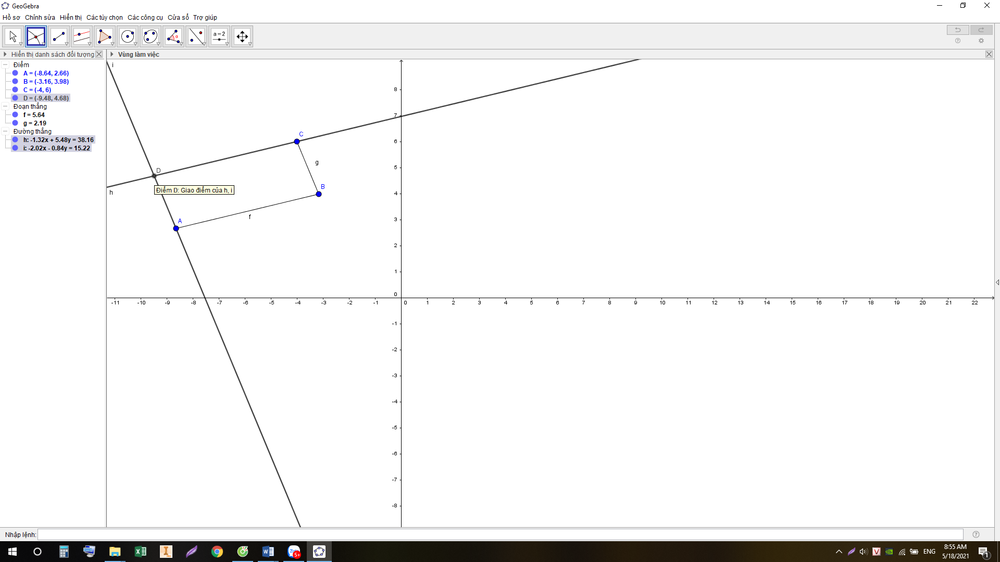 GeoGebra
Hồ sơ Chỉnh sửa Hiển thị Các tùy chọn Các công cụ Cửa sổ Trợ giúp
α a = 2
Hiển thị danh sách đối tượng
Vùng làm việc
Điểm
A = (-8.64, 2.66)
B = (-3.16, 3.98)
C = (-4, 6)
D = (-9.48, 4.68)
Đoạn thẳng
f = 5.64
g = 2.19
Đường thẳng
h: -1.32x + 5.48y = 38.16
i: -2.02x - 0.84y = 15.22
i
8
7
C
6
g
5
D
Điểm D: Giao điểm của h, i
B
h
4
A
f
3
2
1
0
-11 -10 -9 -8 -7 -6 -5 -4 -3 -2 -1 0 1 2 3 4 5 6 7 8 9 10 11 12 13 14 15 16 17 18 19 20 21 22
-1
-2
-3
-4
-5
-6
-7
-8
Nhập lệnh:
5+
ENG
8:55 AM
5/18/2021
1